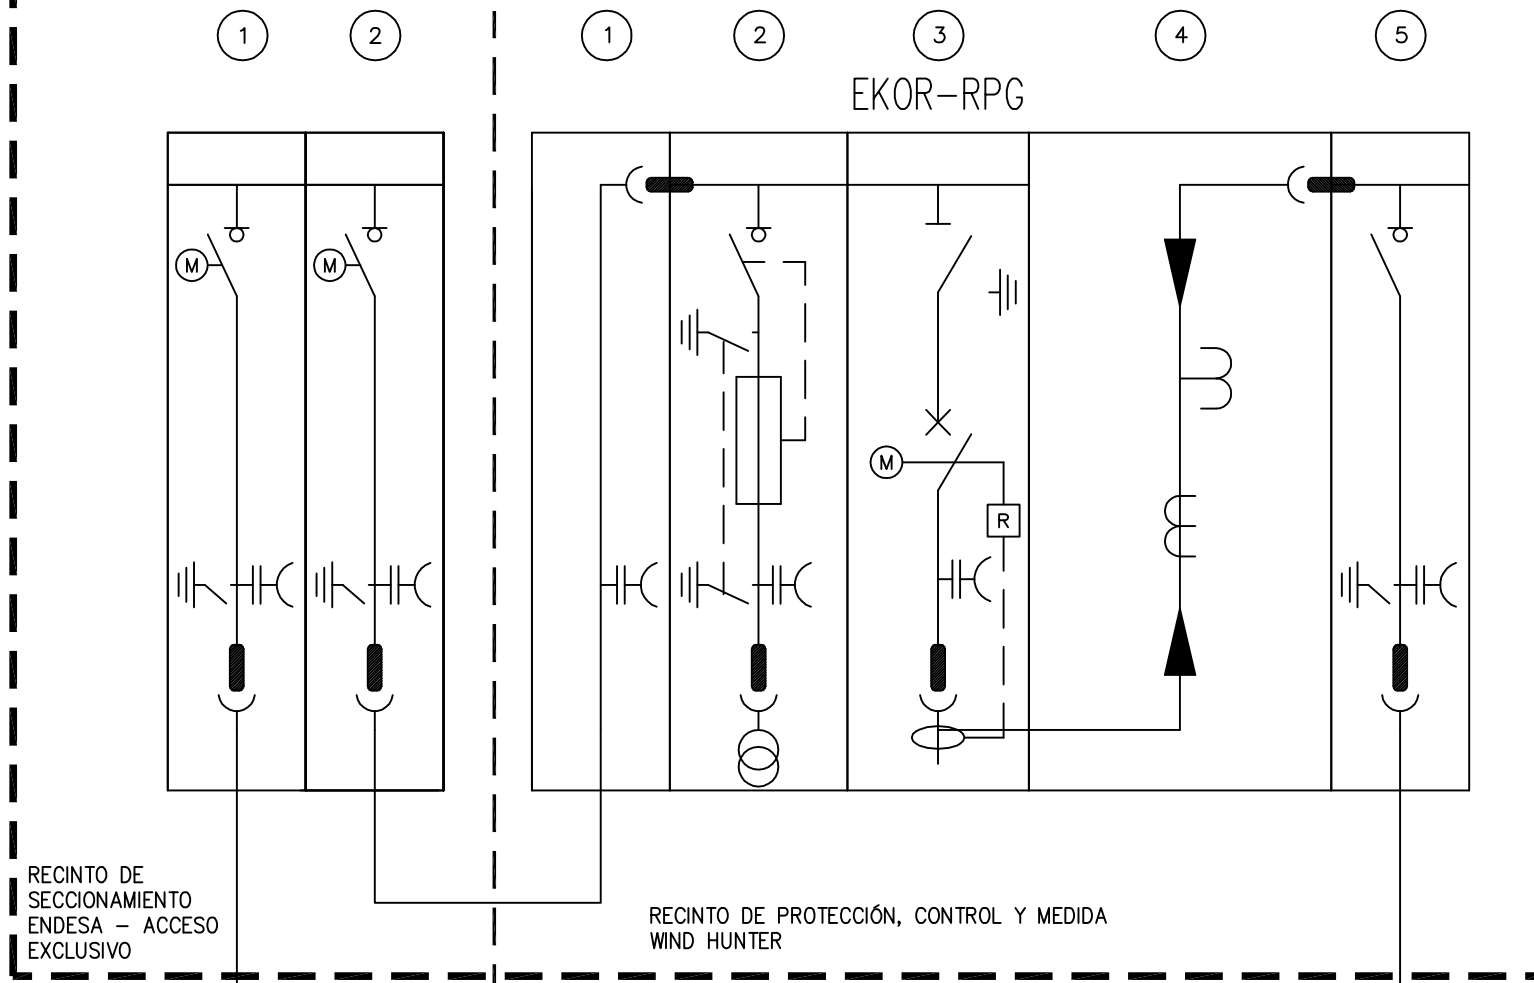 1
2
1
2
3
4
5
EKOR-RPG
M
M
M
R
RECINTO DE
SECCIONAMIENTO
ENDESA - ACCESO
EXCLUSIVO
RECINTO DE PROTECCIÓN, CONTROL Y MEDIDA
WIND HUNTER